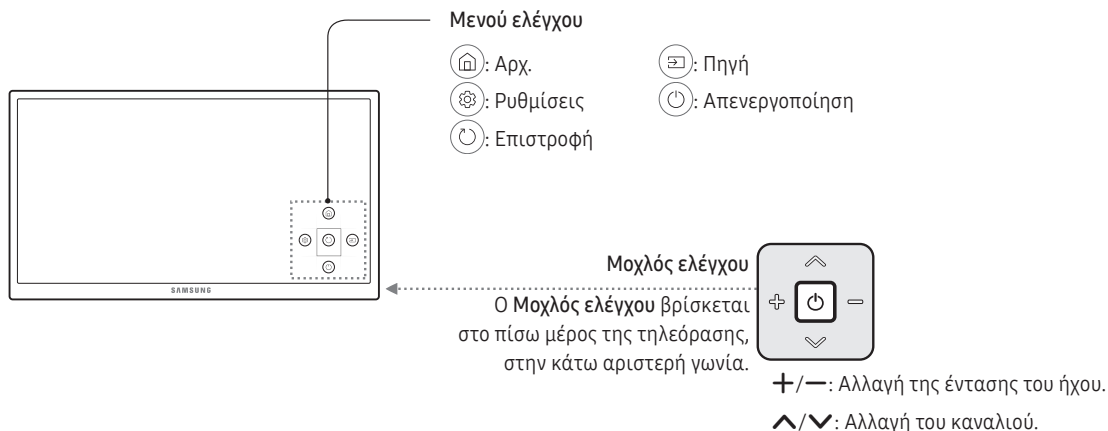 Μενού ελέγχου
: Αρχ.
: Πηγή
: Ρυθμίσεις
: Απενεργοποίηση
: Επιστροφή
SAMSUNG
Μοχλός ελέγχου
Ο Μοχλός ελέγχου βρίσκεται
στο πίσω μέρος της τηλεόρασης,
στην κάτω αριστερή γωνία.
+/−: Αλλαγή της έντασης του ήχου.
∧/∨: Αλλαγή του καναλιού.